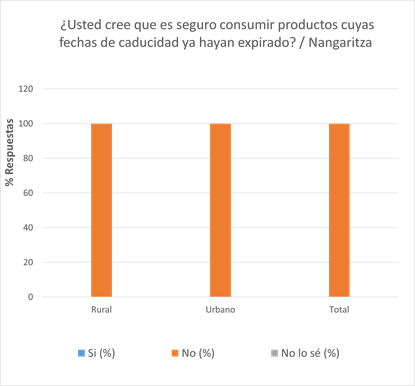 ¿Usted cree que es seguro consumir productos cuyas
fechas de caducidad ya hayan expirado? / Nangaritza
120
100
80
60
40
20
0
% Respuestas
Rural Urbano Total
Si (%) No (%) No lo sé (%)